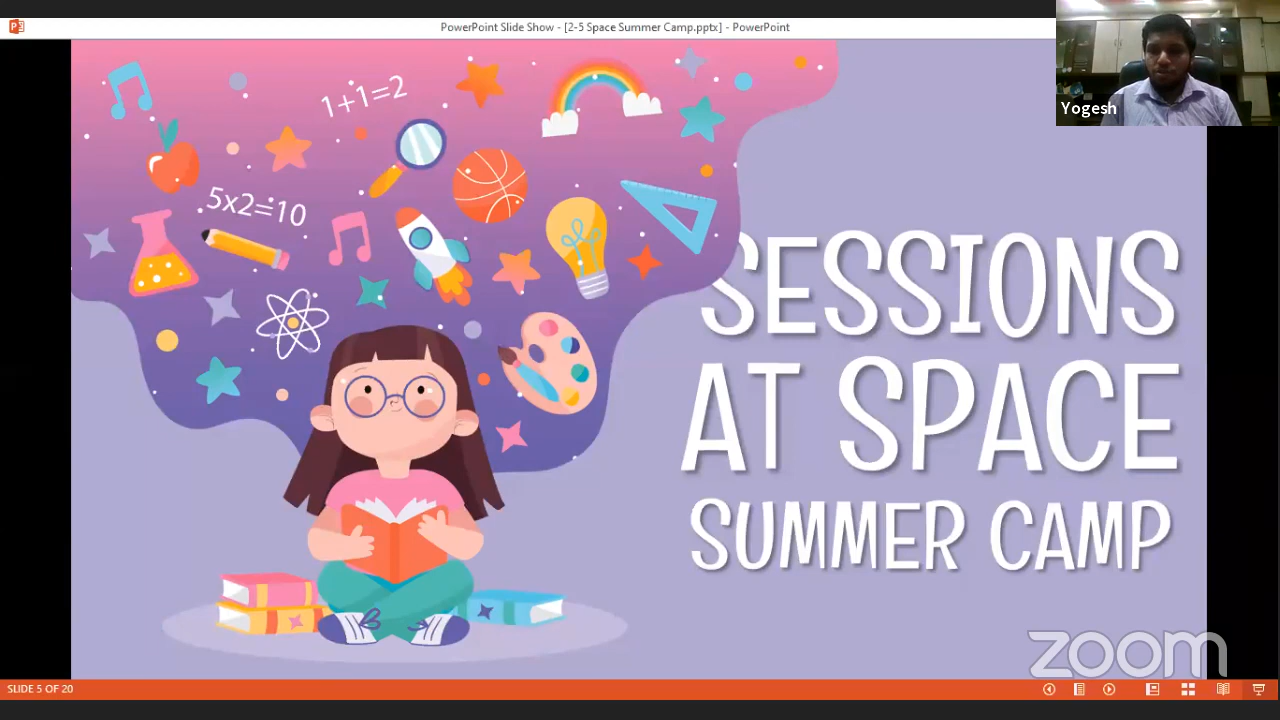 PowerPoint Slide Show - [2-5 Space Summer Camp.pptx] - PowerPoint
Yogesh
1+1=2
5x2=10
SESSIONS
AT SPACE
SUMMER CAMP
zoom
SLIDE 5 OF 20